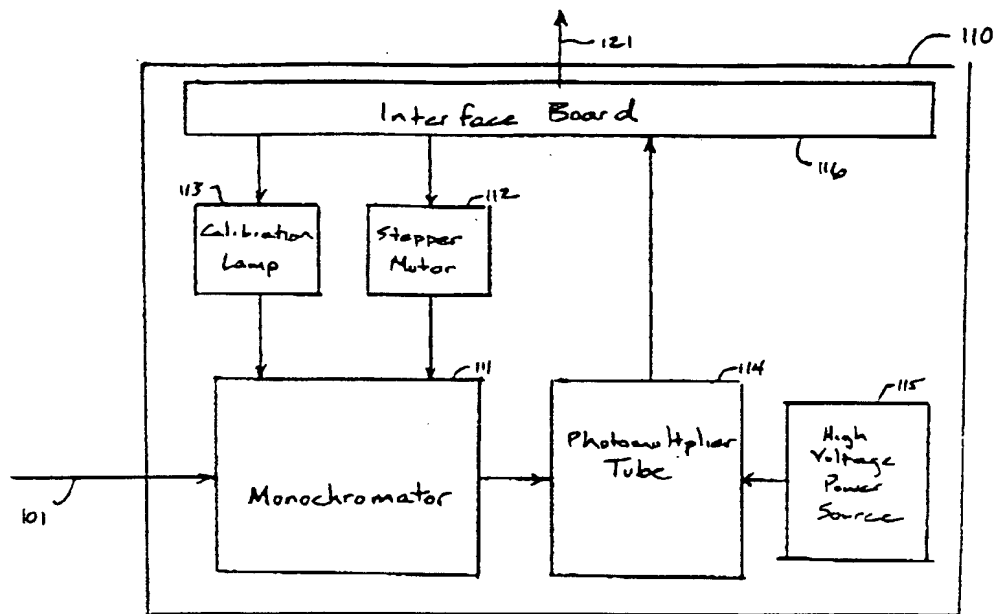 121
110
Interface Board
116
113
Calibration
Lamp
112
Stepper
Motor
111
Monochromator
114
Photomultplier
Tube
115
High
Voltage
Power
Source
101